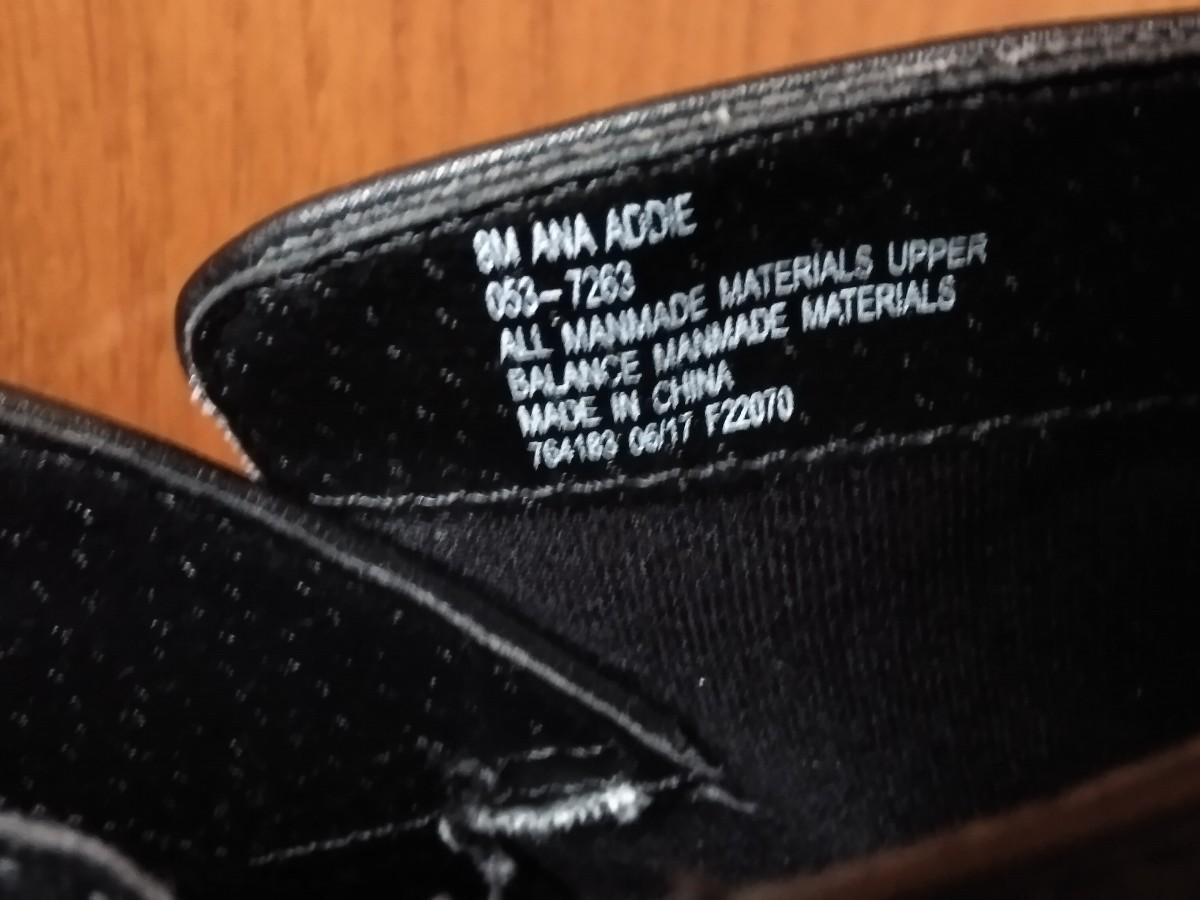 8M ANA ADDIE
053-7263
ALL MANMADE MATERIALS UPPER
BALANCE MANMADE MATERIALS
MADE IN CHINA
764183 06/17 F22070